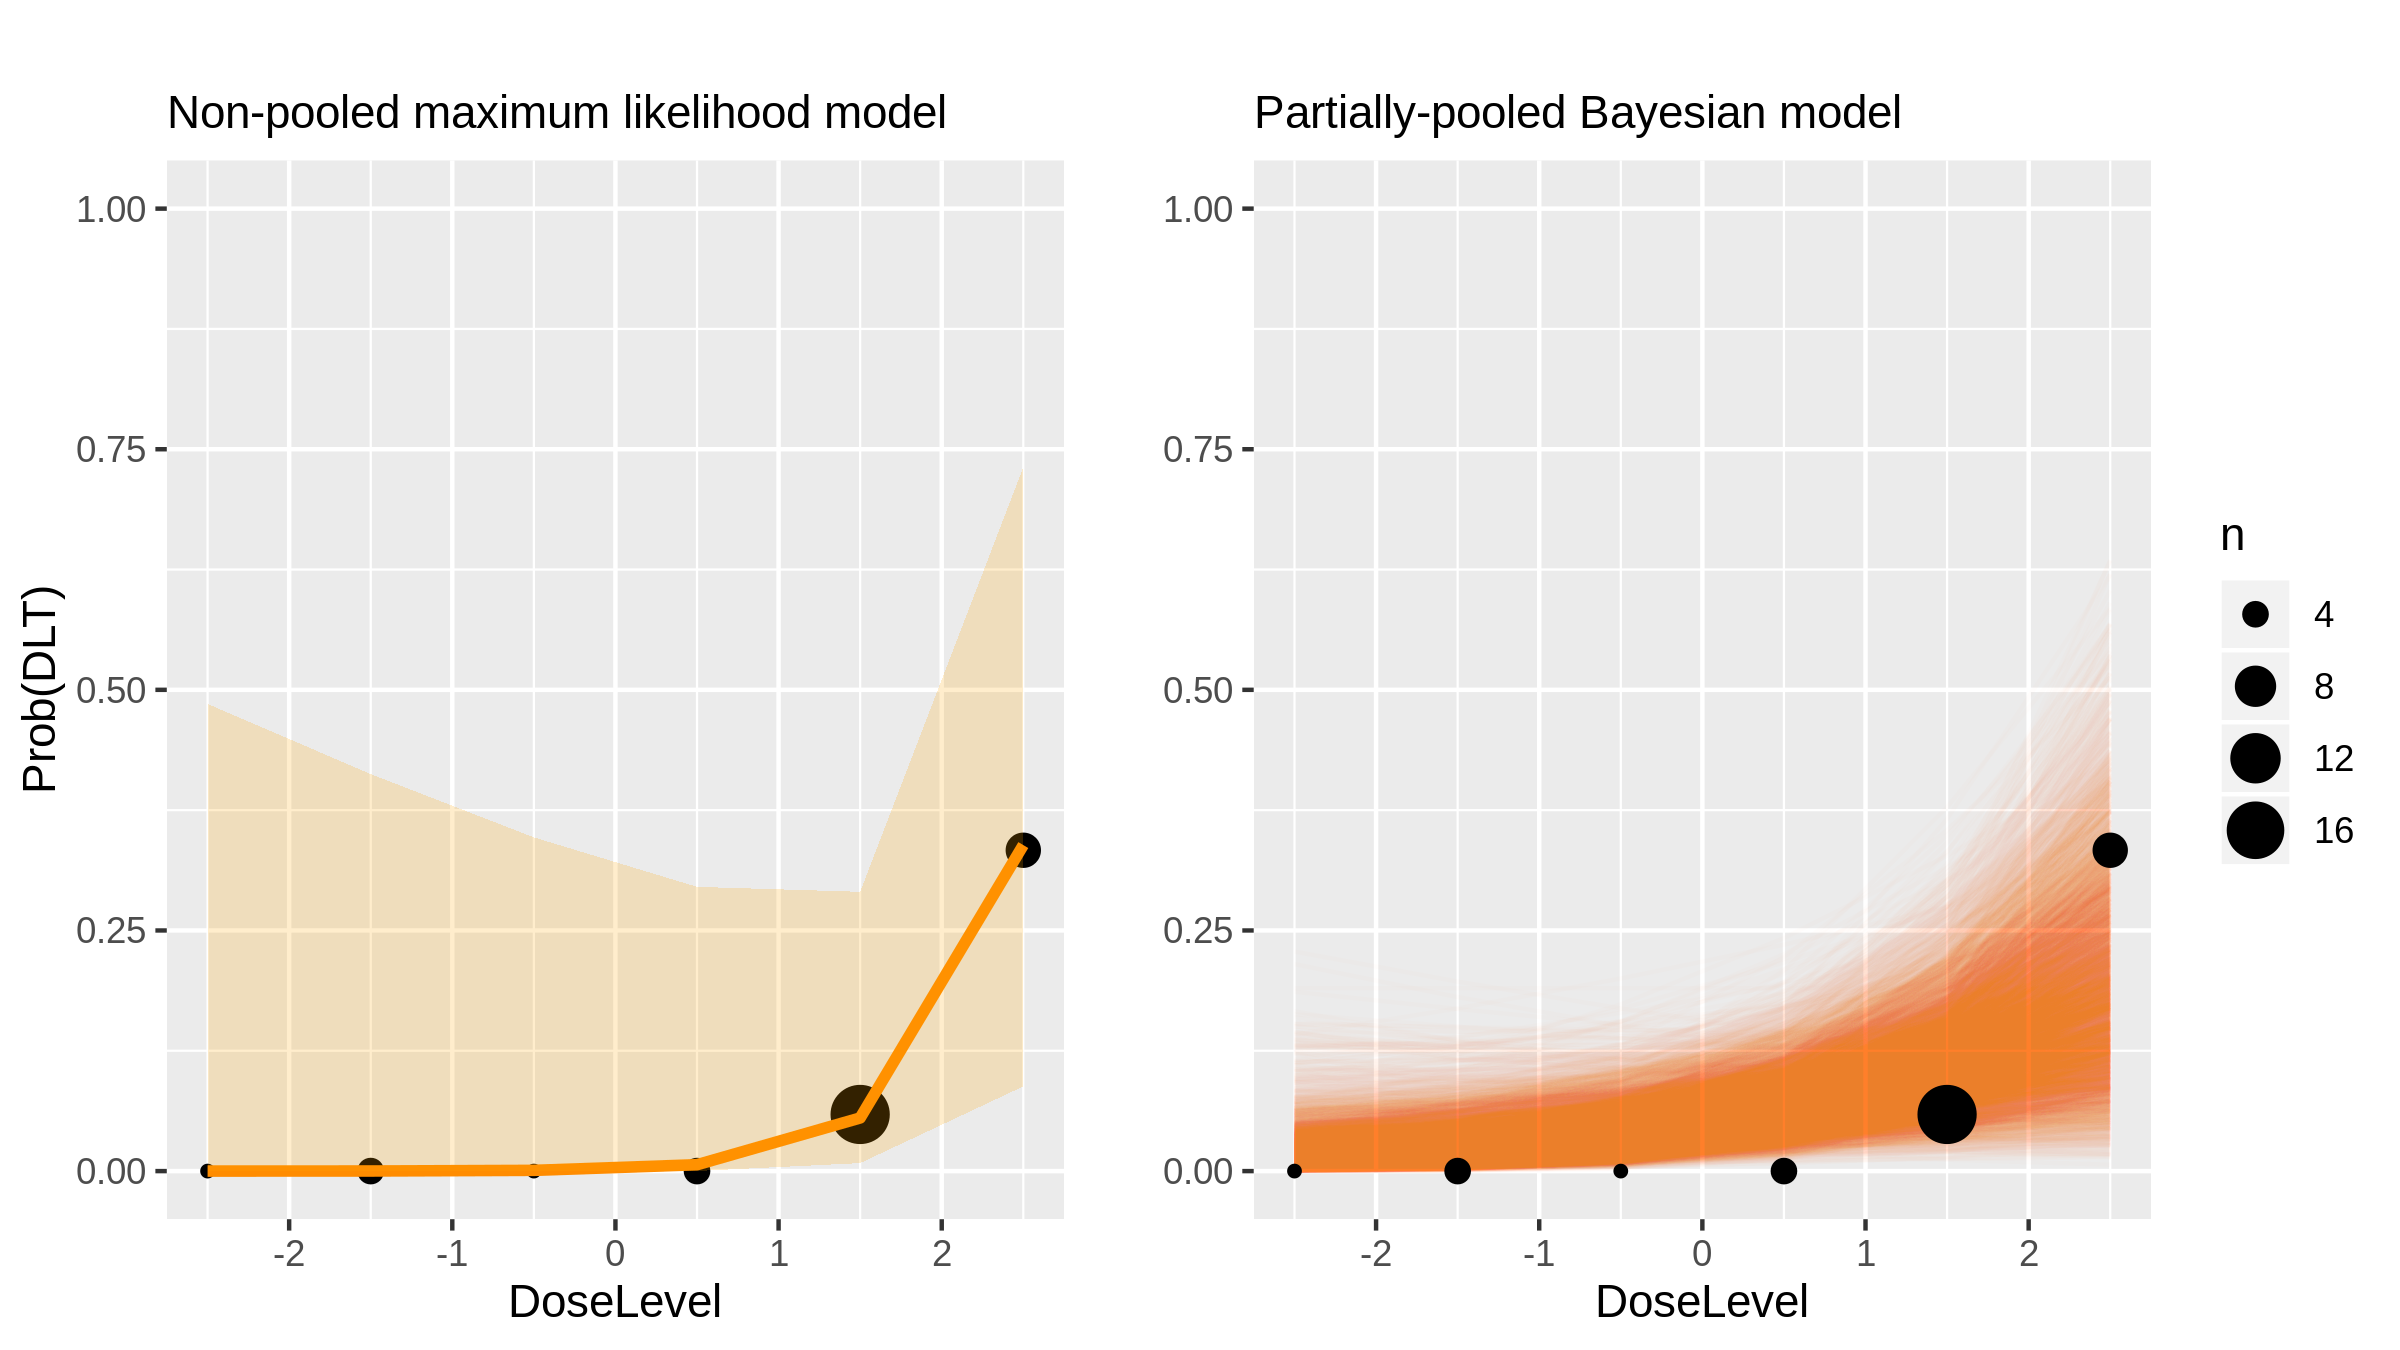 Non-pooled maximum likelihood model
Partially-pooled Bayesian model
Prob(DLT)
1.00
0.75
0.50
0.25
0.00
-2 -1 0 1 2
DoseLevel
1.00
0.75
0.50
0.25
0.00
-2 -1 0 1 2
DoseLevel
n
4
8
12
16